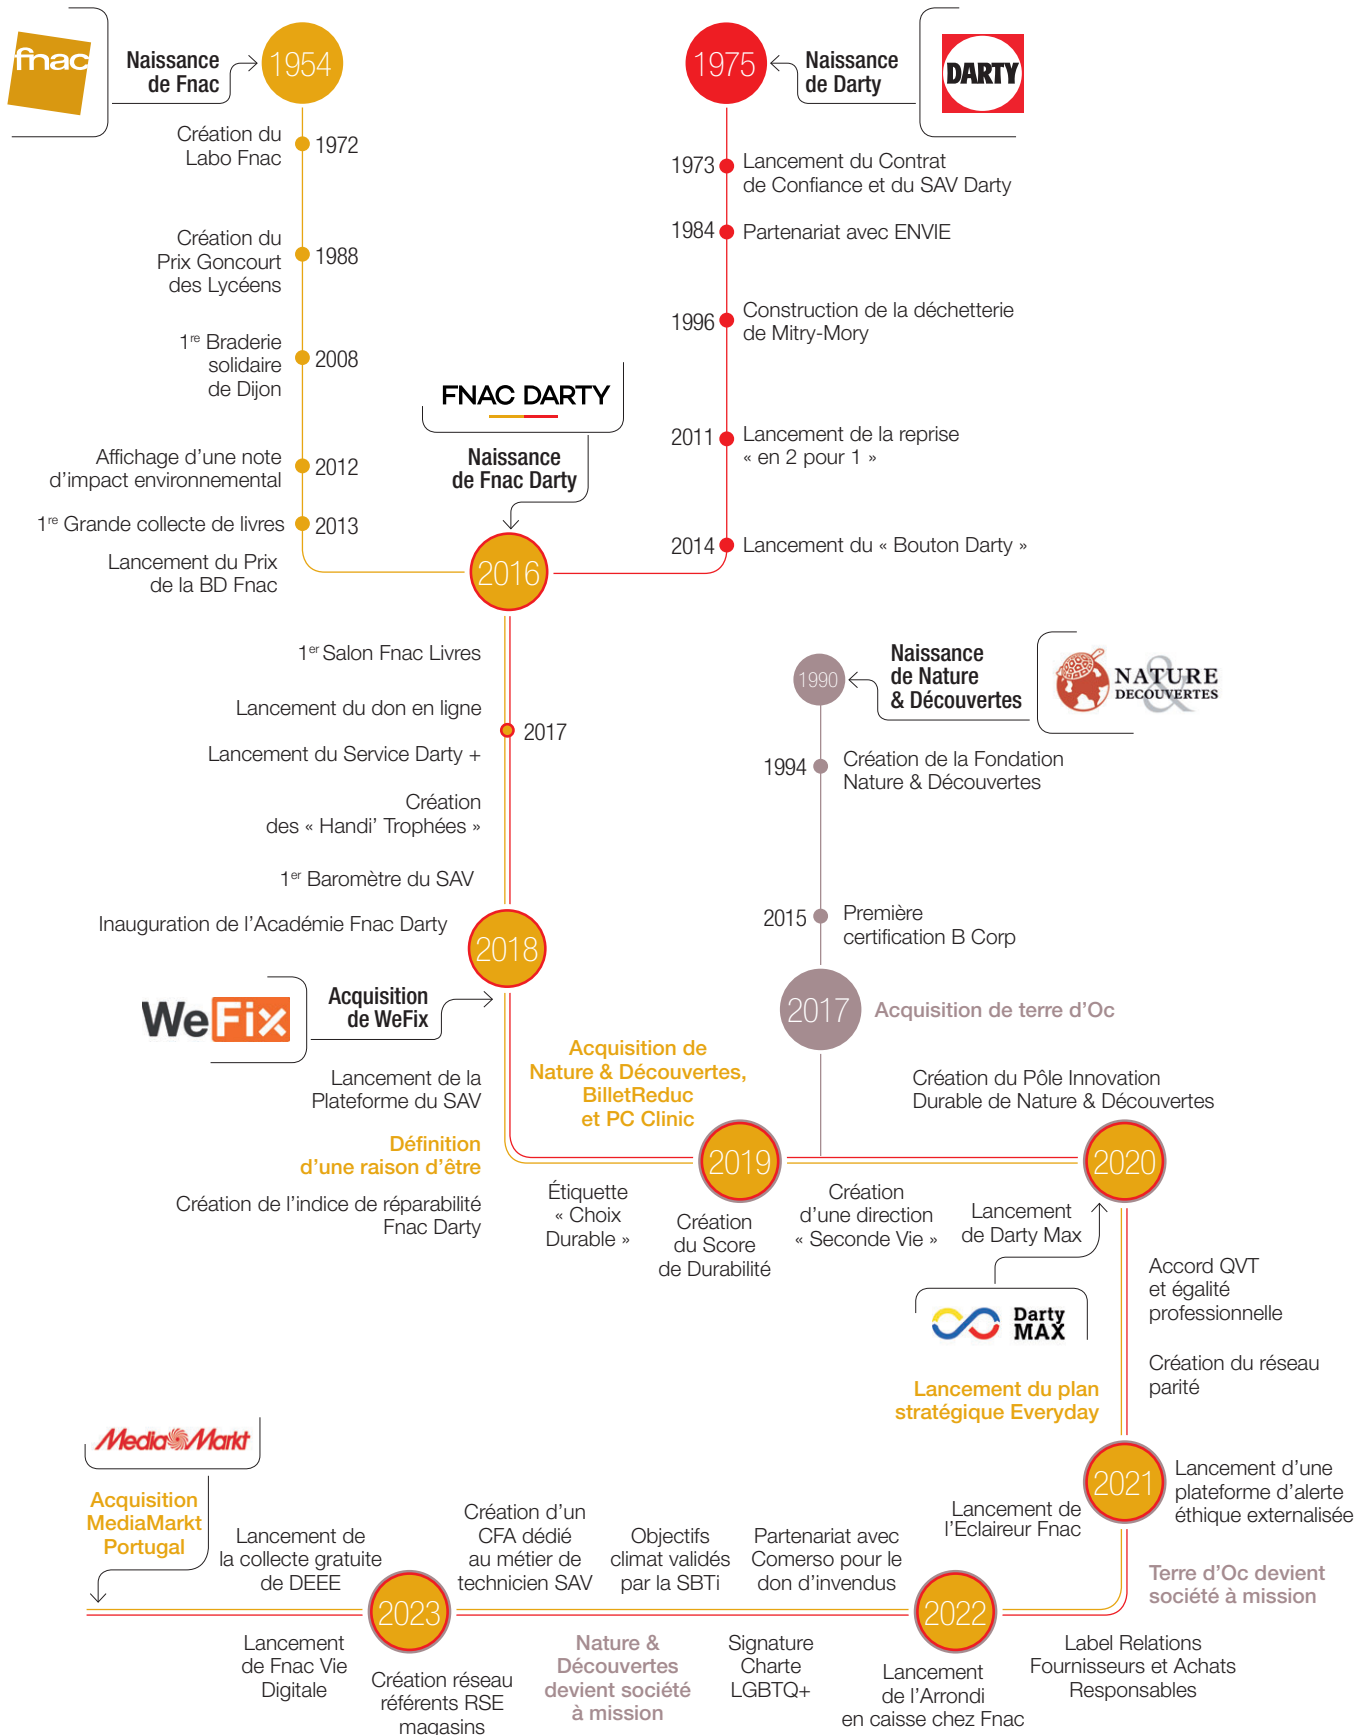 fnac
Naissance
de Fnac
1954
Création du
Labo Fnac
1972
Création du
Prix Goncourt
des Lycéens
1988
1re Braderie
solidaire
de Dijon
2008
Affichage d'une note
d'impact environnemental
2012
1re Grande collecte de livres
2013
Lancement du Prix
de la BD Fnac
1975
Naissance
de Darty
DARTY
1973
Lancement du Contrat
de Confiance et du SAV Darty
1984
Partenariat avec ENVIE
1996
Construction de la déchetterie
de Mitry-Mory
2011
Lancement de la reprise
« en 2 pour 1 »
2014
Lancement du « Bouton Darty »
FNAC DARTY
Naissance
de Fnac Darty
2016
1er Salon Fnac Livres
Lancement du don en ligne
2017
Lancement du Service Darty +
Création
des « Handi' Trophées »
1er Baromètre du SAV
Inauguration de l'Académie Fnac Darty
2018
WeFix
Acquisition
de WeFix
Lancement de la
Plateforme du SAV
Définition
d'une raison d'être
Création de l'indice de réparabilité
Fnac Darty
1990
Naissance
de Nature
& Découvertes
NATURE
&
DECOUVERTES
1994
Création de la Fondation
Nature & Découvertes
2015
Première
certification B Corp
2017
Acquisition de terre d'Oc
Acquisition de
Nature & Découvertes,
BilletReduc
et PC Clinic
2019
Étiquette
« Choix
Durable »
Création
du Score
de Durabilité
Création
d'une direction
« Seconde Vie »
Création du Pôle Innovation
Durable de Nature & Découvertes
2020
Lancement
de Darty Max
Darty
MAX
Accord QVT
et égalité
professionnelle
Création du réseau
parité
Lancement du plan
stratégique Everyday
2021
Lancement d'une
plateforme d'alerte
éthique externalisée
Lancement de
l'Eclaireur Fnac
Terre d'Oc devient
société à mission
Label Relations
Fournisseurs et Achats
Responsables
2022
Lancement
de l'Arrondi
en caisse chez Fnac
Partenariat avec
Comerso pour le
don d'invendus
Signature
Charte
LGBTQ+
Objectifs
climat validés
par la SBTi
Nature &
Découvertes
devient société
à mission
Création d'un
CFA dédié
au métier de
technicien SAV
2023
Création réseau
référents RSE
magasins
Lancement de
la collecte gratuite
de DEEE
Lancement
de Fnac Vie
Digitale
MediaMarkt
Acquisition
MediaMarkt
Portugal